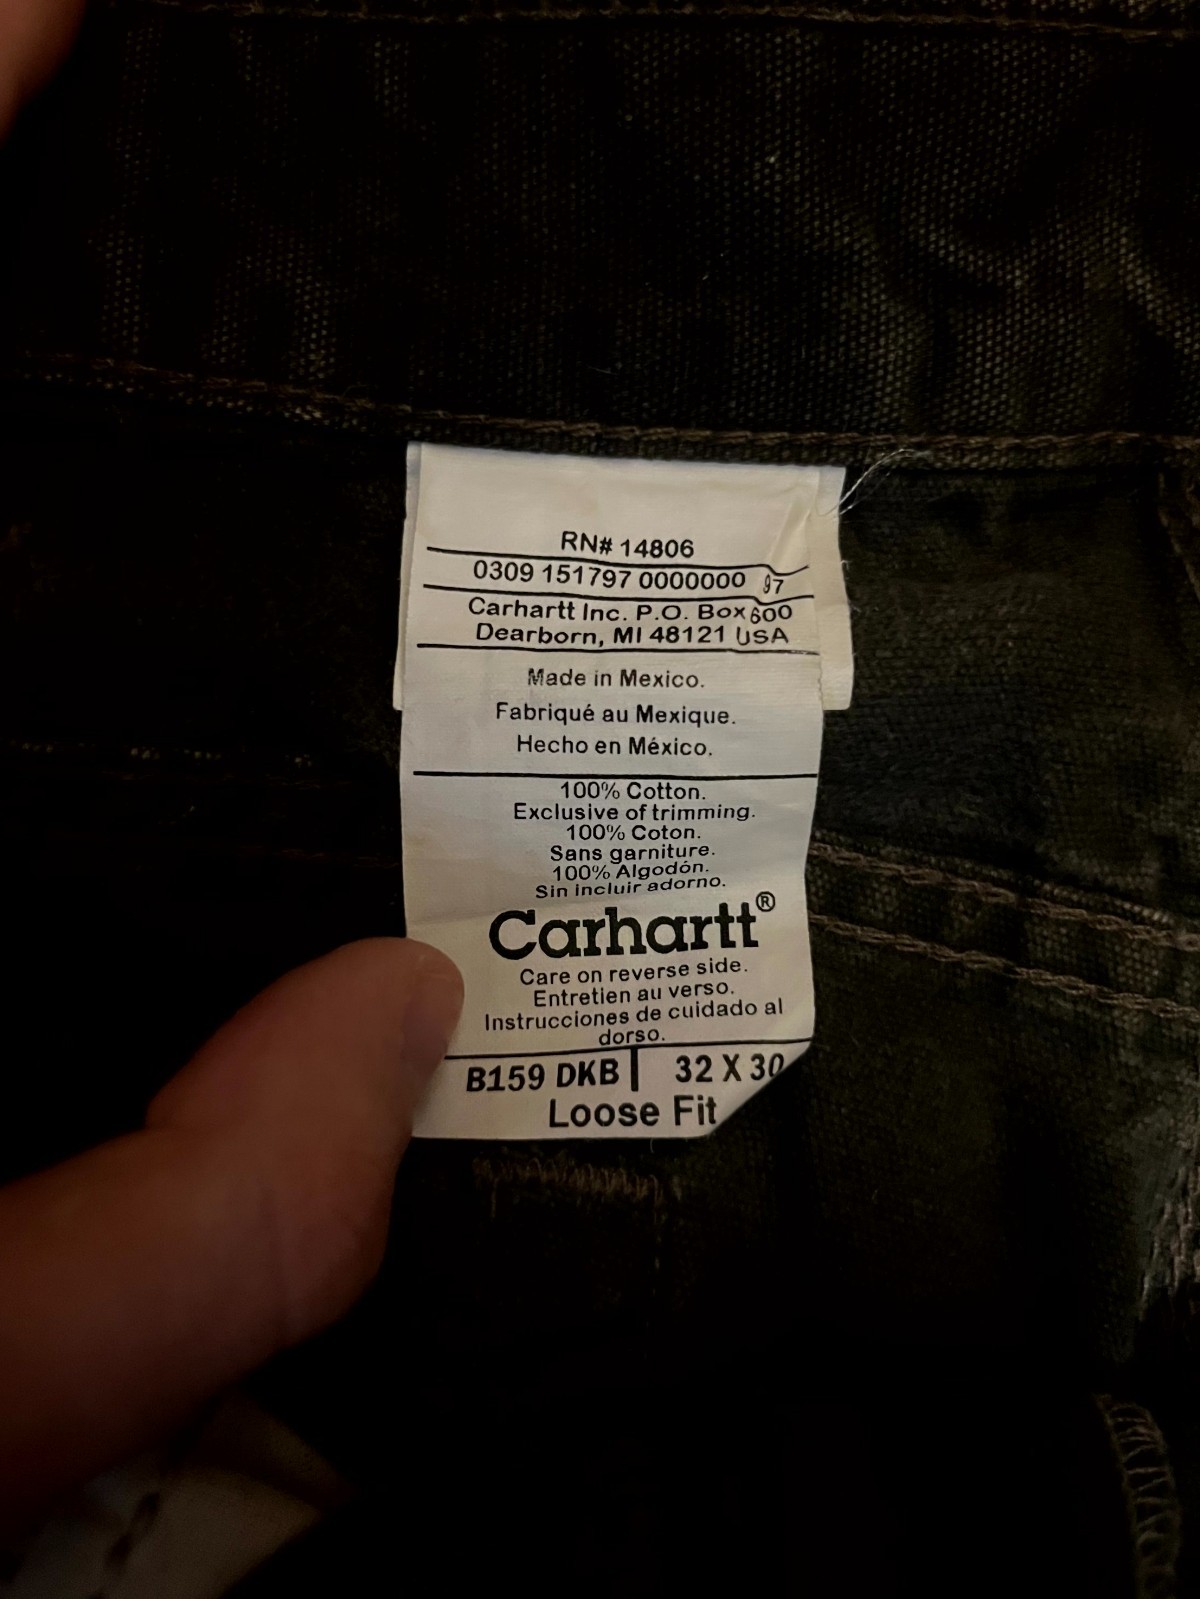 RN# 14806
0309 151797 0000000 97
Carhartt Inc. P.O. Box 600
Dearborn, MI 48121 USA
Made in Mexico.
Fabriqué au Mexique.
Hecho en México.
100% Cotton.
Exclusive of trimming.
100% Coton.
Sans garniture.
100% Algodón.
Sin incluir adorno.
Carhartt®
Care on reverse side.
Entretien au verso.
Instrucciones de cuidado al
dorso.
B159 DKB | 32 X 30
Loose Fit